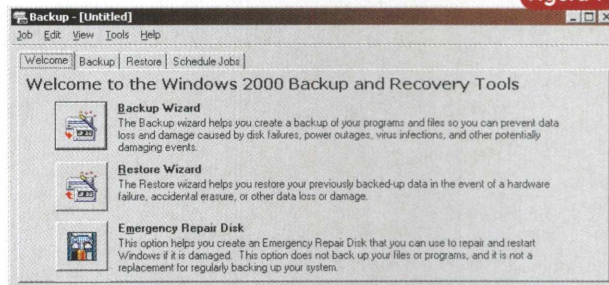 Backup - [Untitled]
Job Edit View Tools Help
Welcome Backup Restore Schedule Jobs
Welcome to the Windows 2000 Backup and Recovery Tools
Backup Wizard
The Backup wizard helps you create a backup of your programs and files so you can prevent data
loss and damage caused by disk failures, power outages, virus infections, and other potentially
damaging events.
Restore Wizard
The Restore wizard helps you restore your previously backed-up data in the event of a hardware
failure, accidental erasure, or other data loss or damage.
Emergency Repair Disk
This option helps you create an Emergency Repair Disk that you can use to repair and restart
Windows if it is damaged. This option does not back up your files or programs, and it is not a
replacement for regularly backing up your system.